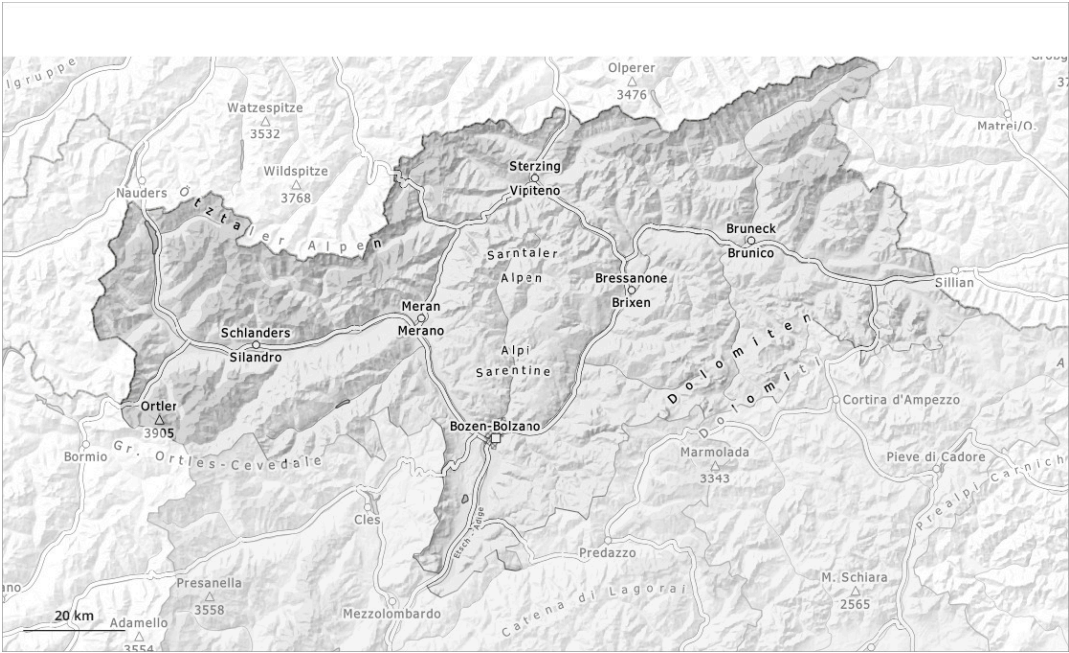 lgruppe
Olperer
3476
Watzespitze
3532
Matrei/O.
Wildspitze
3768
Nauders
Ötztaler Alpen
Sterzing
Vipiteno
Sarntaler
Alpen
Bruneck
Brunico
Bressanone
Brixen
Sillian
Meran
Merano
Schlanders
Silandro
Alpi
Sarentine
Dolomiten
Dolomiti
Ortler
3905
Cortina d'Ampezzo
Bozen-Bolzano
Gr. Ortles-Cevedale
Bormio
Marmolada
3343
Pieve di Cadore
Prealpi Carnich
Cles
Etsch - Adige
Predazzo
ano
Presanella
3558
M. Schiara
2565
Catena di Lagorai
Mezzolombardo
20 km
Adamello
3554